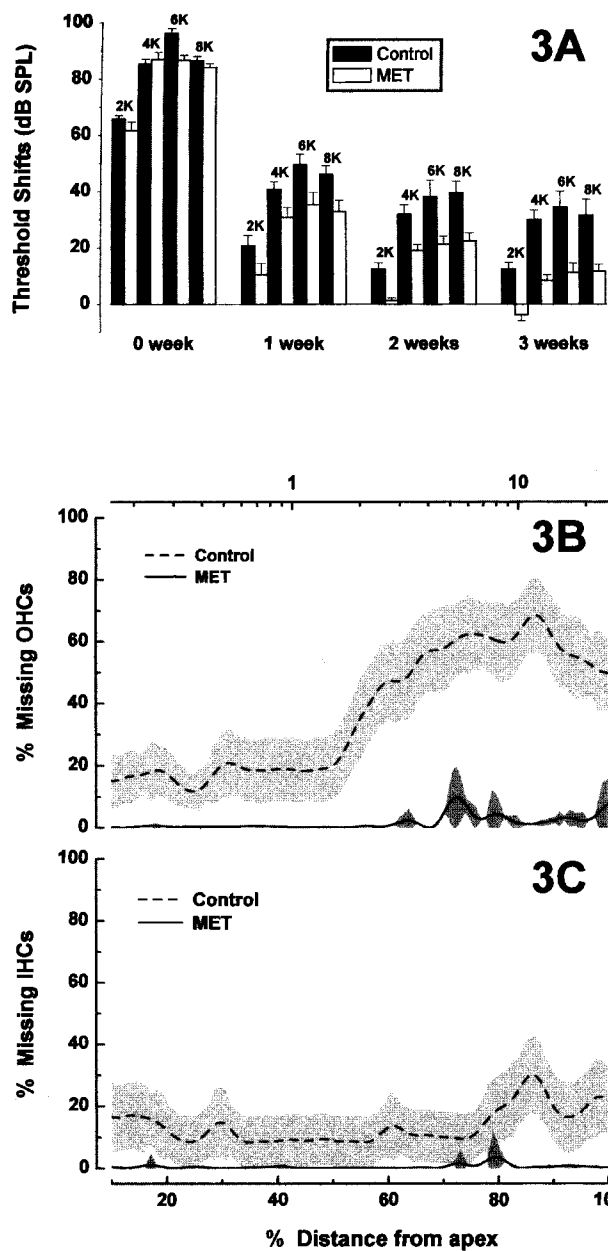 3A
Control
MET
Threshold Shifts (dB SPL)
100
80
60
40
20
0
2K 4K 6K 8K
2K 4K 6K 8K
2K 4K 6K 8K
2K 4K 6K 8K
0 week 1 week 2 weeks 3 weeks
1 10
3B
Control
MET
% Missing OHCs
100
80
60
40
20
0
3C
Control
MET
% Missing IHCs
100
80
60
40
20
0
20 40 60 80 10
% Distance from apex